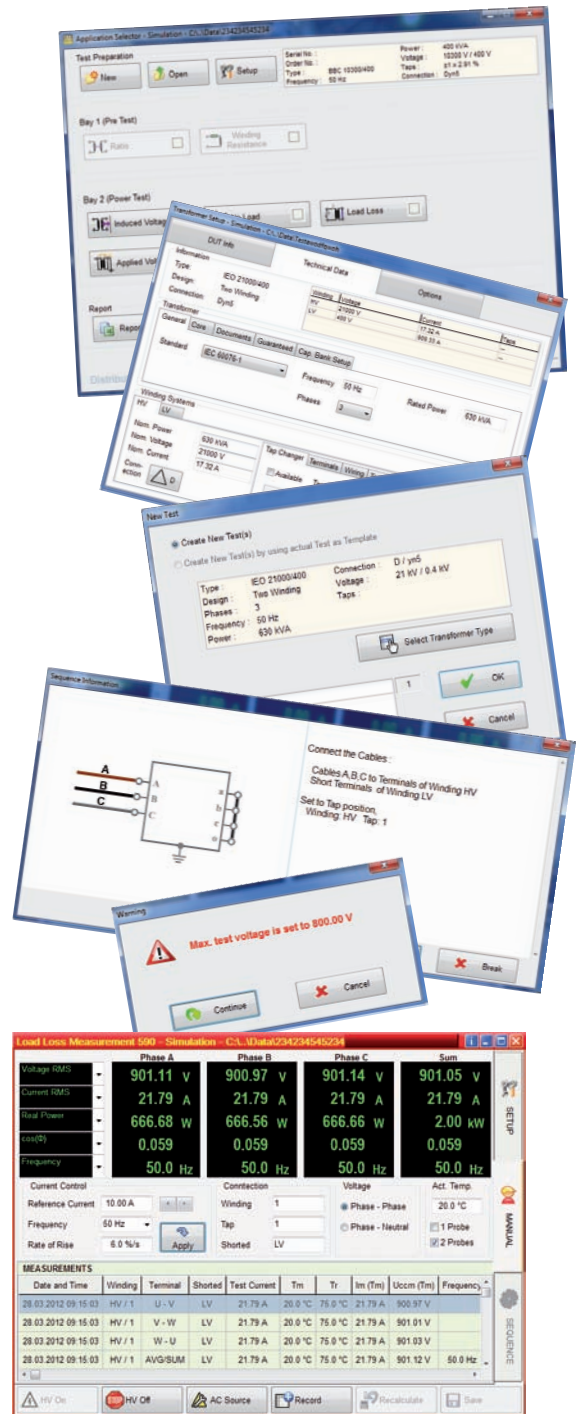 Application Selector - Simulation - C:\..\Data\234234545234
Test Preparation
New
Open
Setup
Serial No. :
Order No. :
Type : BBC 10300/400
Frequency : 50 Hz
Power : 400 kVA
Voltage : 10300 V / 400 V
Taps : ±1 x 2.91 %
Connection : Dyn5
Bay 1 (Pre Test)
Ratio
Winding
Resistance
Bay 2 (Power Test)
Induced Voltag
Load
Load Loss
Applied Vol
Report
Repor
Distribu
Transformer Setup - Simulation -
DUT Info
Technical Data
Options
Information
Type: IEO 21000/400
Design: Two Winding
Connection: Dyn5
Winding Voltage Current Taps
HV 21000 V 17.32 A --
LV 400 V 909.33 A --
Transformer
General Core Documents Guaranteed Cap. Bank Setup
Standard IEC 60076-1
Frequency 50 Hz
Phases 3
Rated Power 630 kVA
Winding Systems
HV LV
Nom. Power 630 kVA
Nom. Voltage 21000 V
Nom. Current 17.32 A
Conn-
ection D
Tap Changer Terminals Wiring
Available
New Test
Create New Test(s)
Create New Test(s) by using actual Test as Template
Type : IEO 21000/400
Design : Two Winding
Phases : 3
Frequency : 50 Hz
Power : 630 kVA
Connection : D / yn5
Voltage : 21 kV / 0.4 kV
Taps :
Select Transformer Type
1
OK
Cancel
Sequence Information
A
B
C
A
B
C
a
b
c
o
Connect the Cables :
Cables A,B,C to Terminals of Winding HV
Short Terminals of Winding LV
Set to Tap position,
Winding: HV Tap: 1
Break
Warning
Max. test voltage is set to 800.00 V
Continue
Cancel
Load Loss Measurement 590 - Simulation - C:\..\Data\234234545234
Phase A Phase B Phase C Sum
Voltage RMS 901.11 V 900.97 V 901.14 V 901.05 V
Current RMS 21.79 A 21.79 A 21.79 A 21.79 A
Real Power 666.68 W 666.56 W 666.66 W 2.00 kW
cos(Φ) 0.059 0.059 0.059 0.059
Frequency 50.0 Hz 50.0 Hz 50.0 Hz 50.0 Hz
SETUP
MANUAL
SEQUENCE
Current Control
Reference Current 10.00 A
Frequency 50 Hz
Rate of Rise 6.0 %/s
Apply
Conntection
Winding 1
Tap 1
Shorted LV
Voltage
Phase - Phase
Phase - Neutral
Act. Temp.
20.0 °C
1 Probe
2 Probes
MEASUREMENTS
Date and Time Winding Terminal Shorted Test Current Tm Tr Im (Tm) Uccm (Tm) Frequency
28.03.2012 09:15:03 HV / 1 U - V LV 21.79 A 20.0 °C 75.0 °C 21.79 A 900.97 V
28.03.2012 09:15:03 HV / 1 V - W LV 21.79 A 20.0 °C 75.0 °C 21.79 A 901.01 V
28.03.2012 09:15:03 HV / 1 W - U LV 21.79 A 20.0 °C 75.0 °C 21.79 A 901.03 V
28.03.2012 09:15:03 HV / 1 AVG/SUM LV 21.79 A 20.0 °C 75.0 °C 21.79 A 901.12 V 50.0 Hz
HV On
HV Off
AC Source
Record
Recalculate
Save